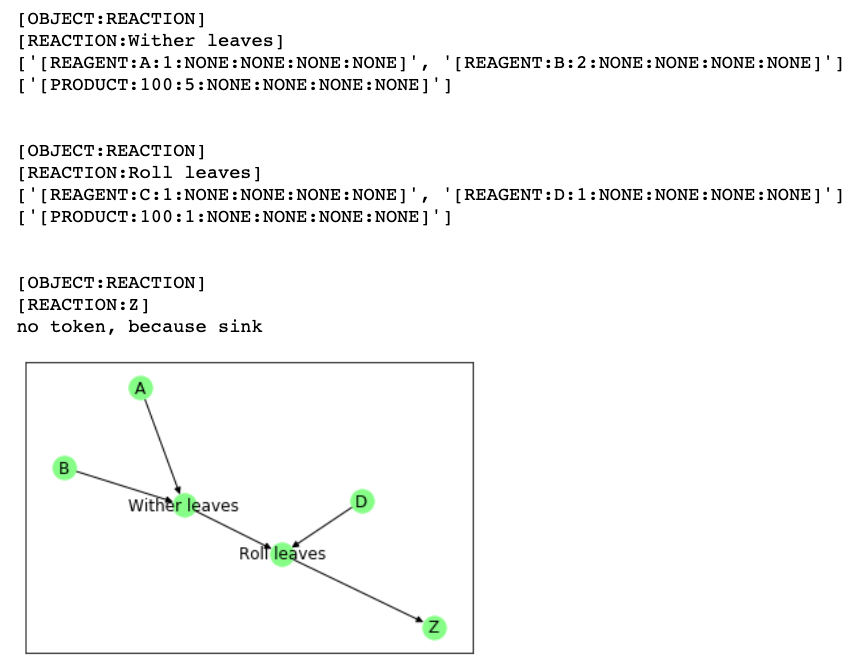 [OBJECT:REACTION]
[REACTION:Wither leaves]
['[REAGENT:A:1:NONE:NONE:NONE:NONE]', '[REAGENT:B:2:NONE:NONE:NONE:NONE]']
['[PRODUCT:100:5:NONE:NONE:NONE:NONE]']
[OBJECT:REACTION]
[REACTION:Roll leaves]
['[REAGENT:C:1:NONE:NONE:NONE:NONE]', '[REAGENT:D:1:NONE:NONE:NONE:NONE]']
['[PRODUCT:100:1:NONE:NONE:NONE:NONE]']
[OBJECT:REACTION]
[REACTION:Z]
no token, because sink
A
B
D
Wither leaves
Roll leaves
Z